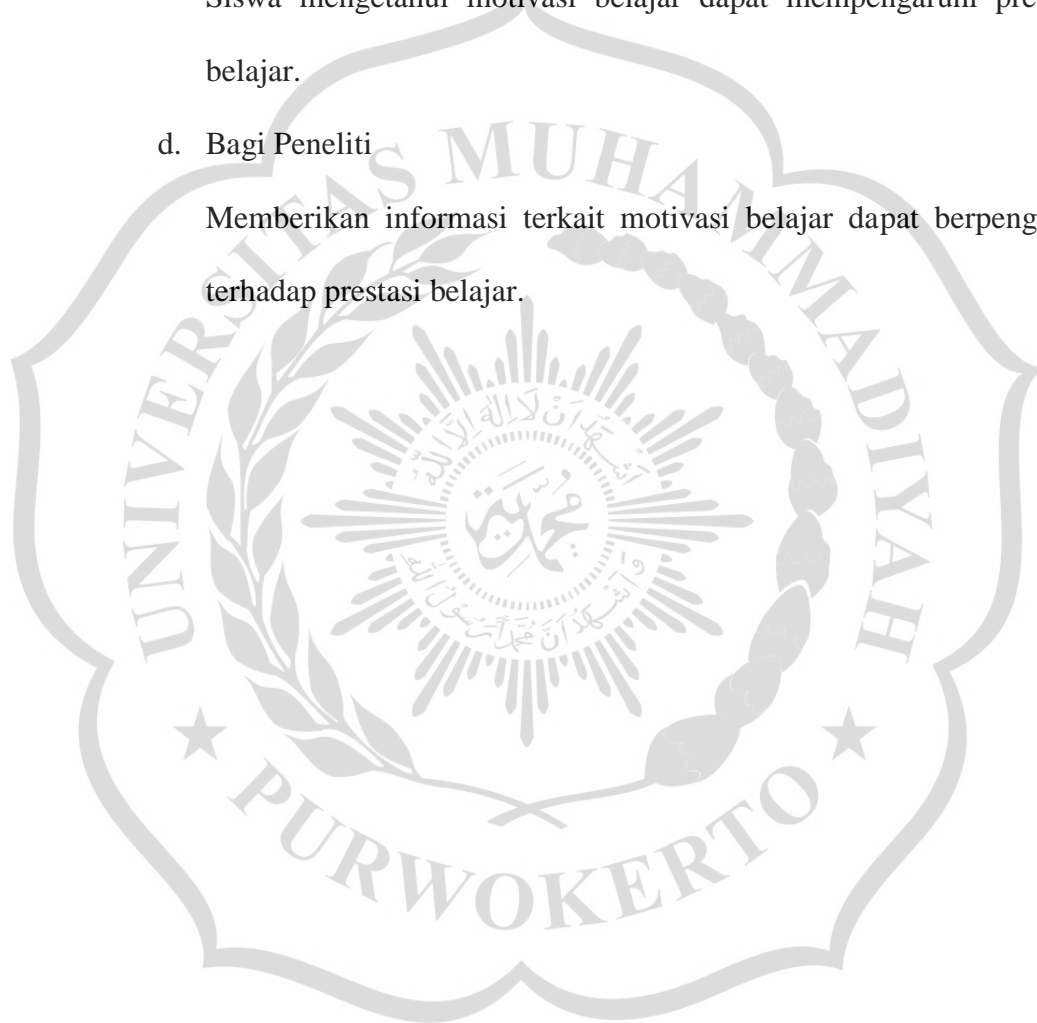 Siswa mengetahui motivasi belajar dapat mempengaruhi pre
belajar.
d. Bagi Peneliti
Memberikan informasi terkait motivasi belajar dapat berpeng
terhadap prestasi belajar.
UNIVERSITAS MUHAMMADIYAH
PURWOKERTO